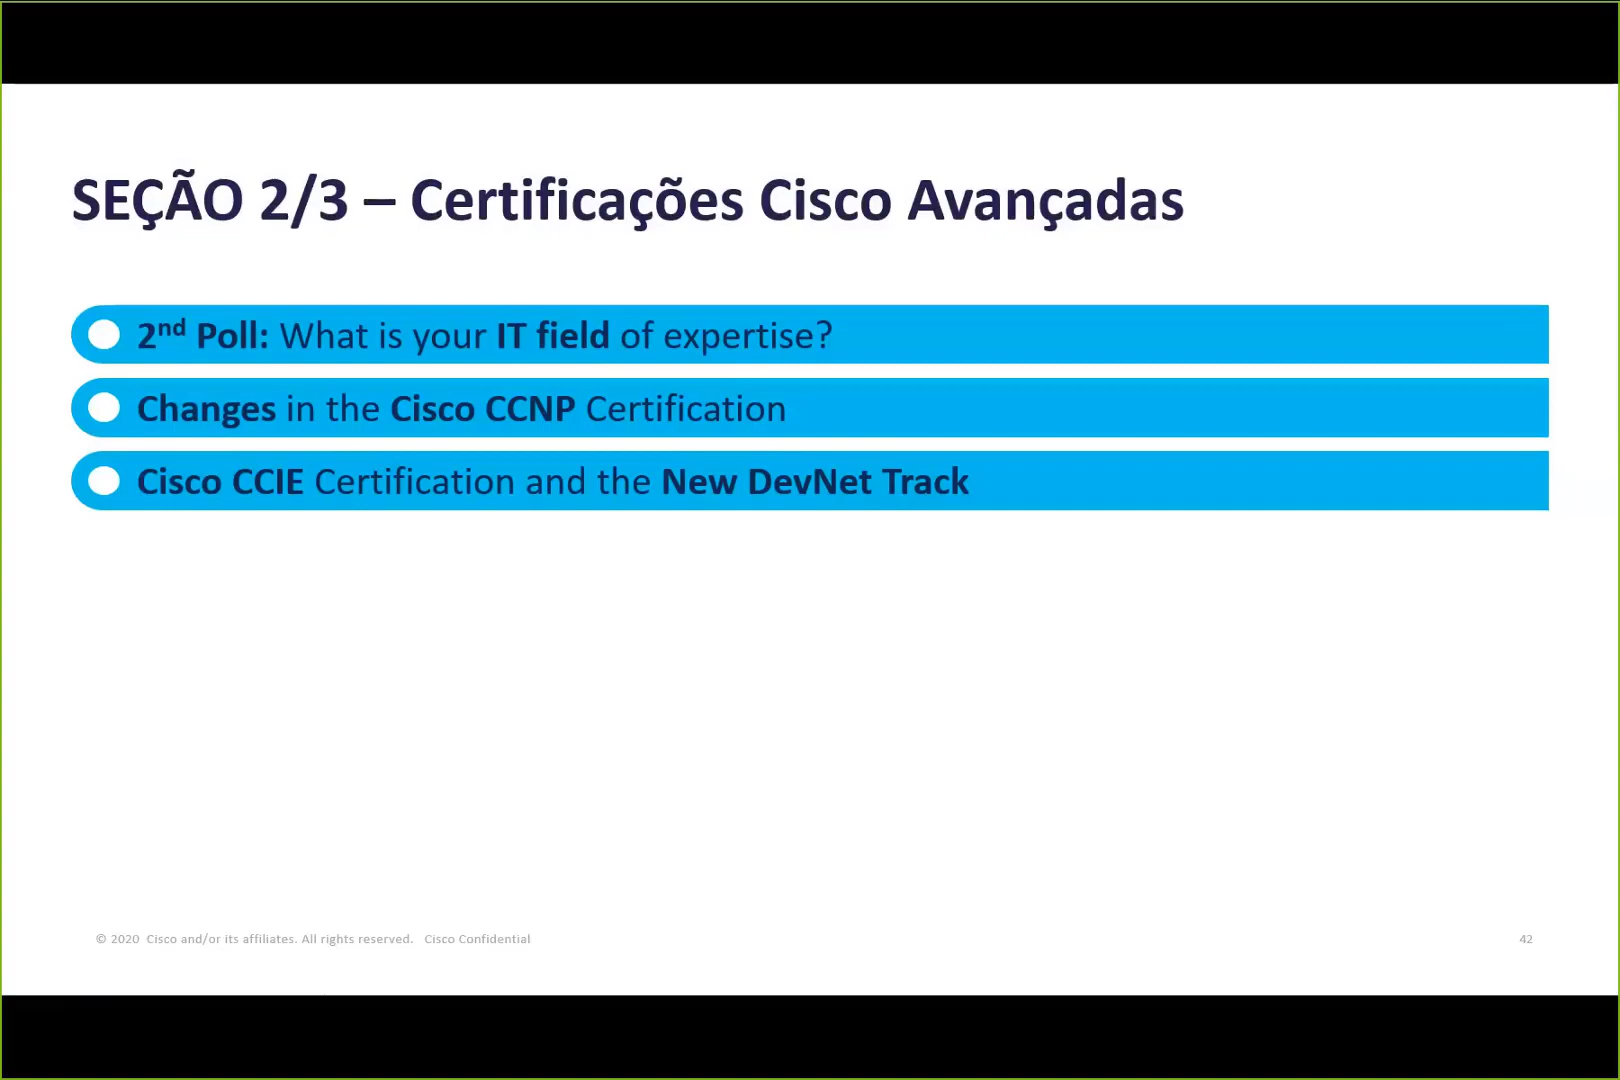 SEÇÃO 2/3 – Certificações Cisco Avançadas
2nd Poll: What is your IT field of expertise?
Changes in the Cisco CCNP Certification
Cisco CCIE Certification and the New DevNet Track
© 2020 Cisco and/or its affiliates. All rights reserved. Cisco Confidential
42